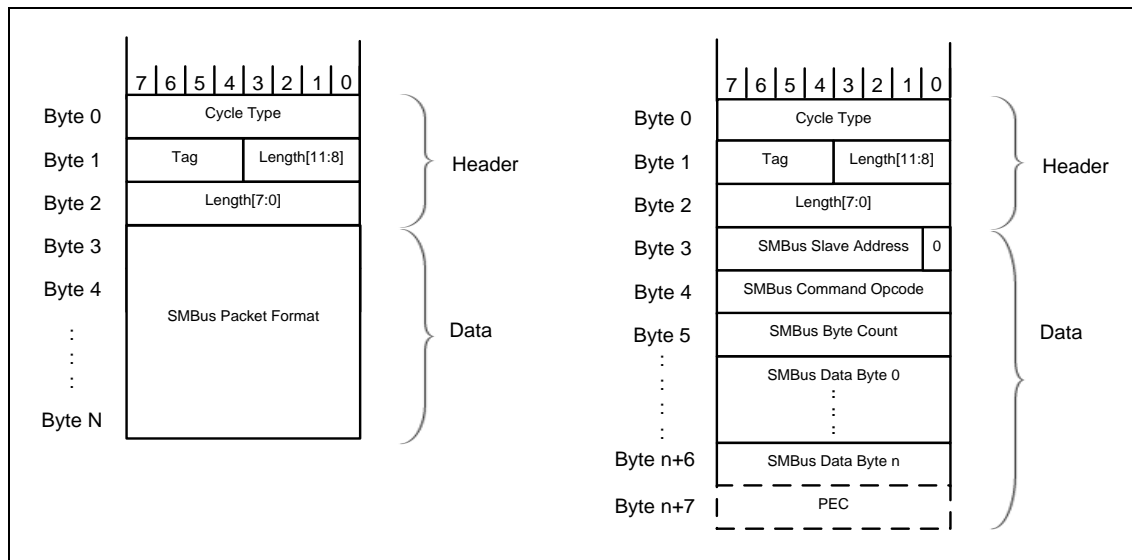 7 6 5 4 3 2 1 0
Byte 0
Cycle Type
Byte 1
Tag
Length[11:8]
Header
Byte 2
Length[7:0]
Byte 3
Byte 4
SMBus Packet Format
Data
:
:
Byte N
7 6 5 4 3 2 1 0
Byte 0
Cycle Type
Byte 1
Tag
Length[11:8]
Header
Byte 2
Length[7:0]
Byte 3
SMBus Slave Address
0
Byte 4
SMBus Command Opcode
Byte 5
SMBus Byte Count
Data
SMBus Data Byte 0
:
:
Byte n+6
SMBus Data Byte n
Byte n+7
PEC